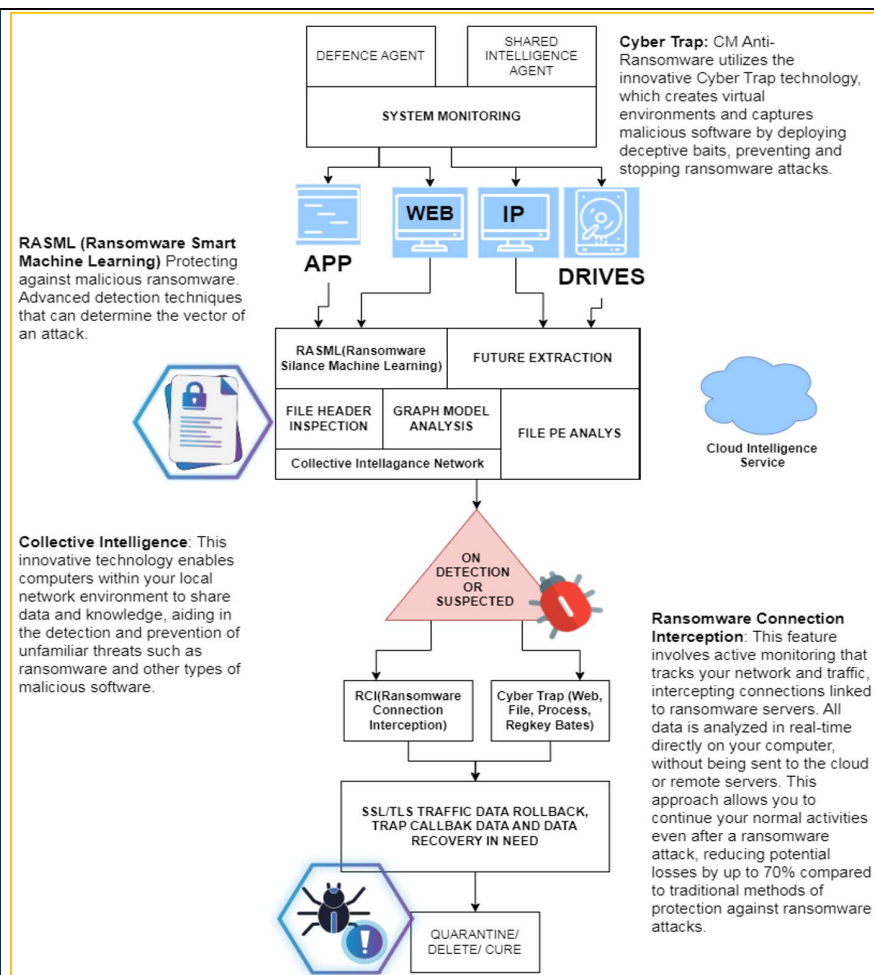 DEFENCE AGENT
SHARED
INTELLIGENCE
AGENT
SYSTEM MONITORING
Cyber Trap: CM Anti-
Ransomware utilizes the
innovative Cyber Trap technology,
which creates virtual
environments and captures
malicious software by deploying
deceptive baits, preventing and
stopping ransomware attacks.
WEB
IP
APP
DRIVES
RASML (Ransomware Smart
Machine Learning) Protecting
against malicious ransomware.
Advanced detection techniques
that can determine the vector of
an attack.
RASML(Ransomware
Silance Machine Learning)
FUTURE EXTRACTION
FILE HEADER
INSPECTION
GRAPH MODEL
ANALYSIS
FILE PE ANALYS
Collective Intellagance Network
Cloud Intelligence
Service
ON
DETECTION
OR
SUSPECTED
Collective Intelligence: This
innovative technology enables
computers within your local
network environment to share
data and knowledge, aiding in
the detection and prevention of
unfamiliar threats such as
ransomware and other types of
malicious software.
Ransomware Connection
Interception: This feature
involves active monitoring that
tracks your network and traffic,
intercepting connections linked
to ransomware servers. All
data is analyzed in real-time
directly on your computer,
without being sent to the cloud
or remote servers. This
approach allows you to
continue your normal activities
even after a ransomware
attack, reducing potential
losses by up to 70% compared
to traditional methods of
protection against ransomware
attacks.
RCI(Ransomware
Connection
Interception)
Cyber Trap (Web,
File, Process,
Regkey Bates)
SSL/TLS TRAFFIC DATA ROLLBACK,
TRAP CALLBAK DATA AND DATA
RECOVERY IN NEED
QUARANTINE/
DELETE/ CURE